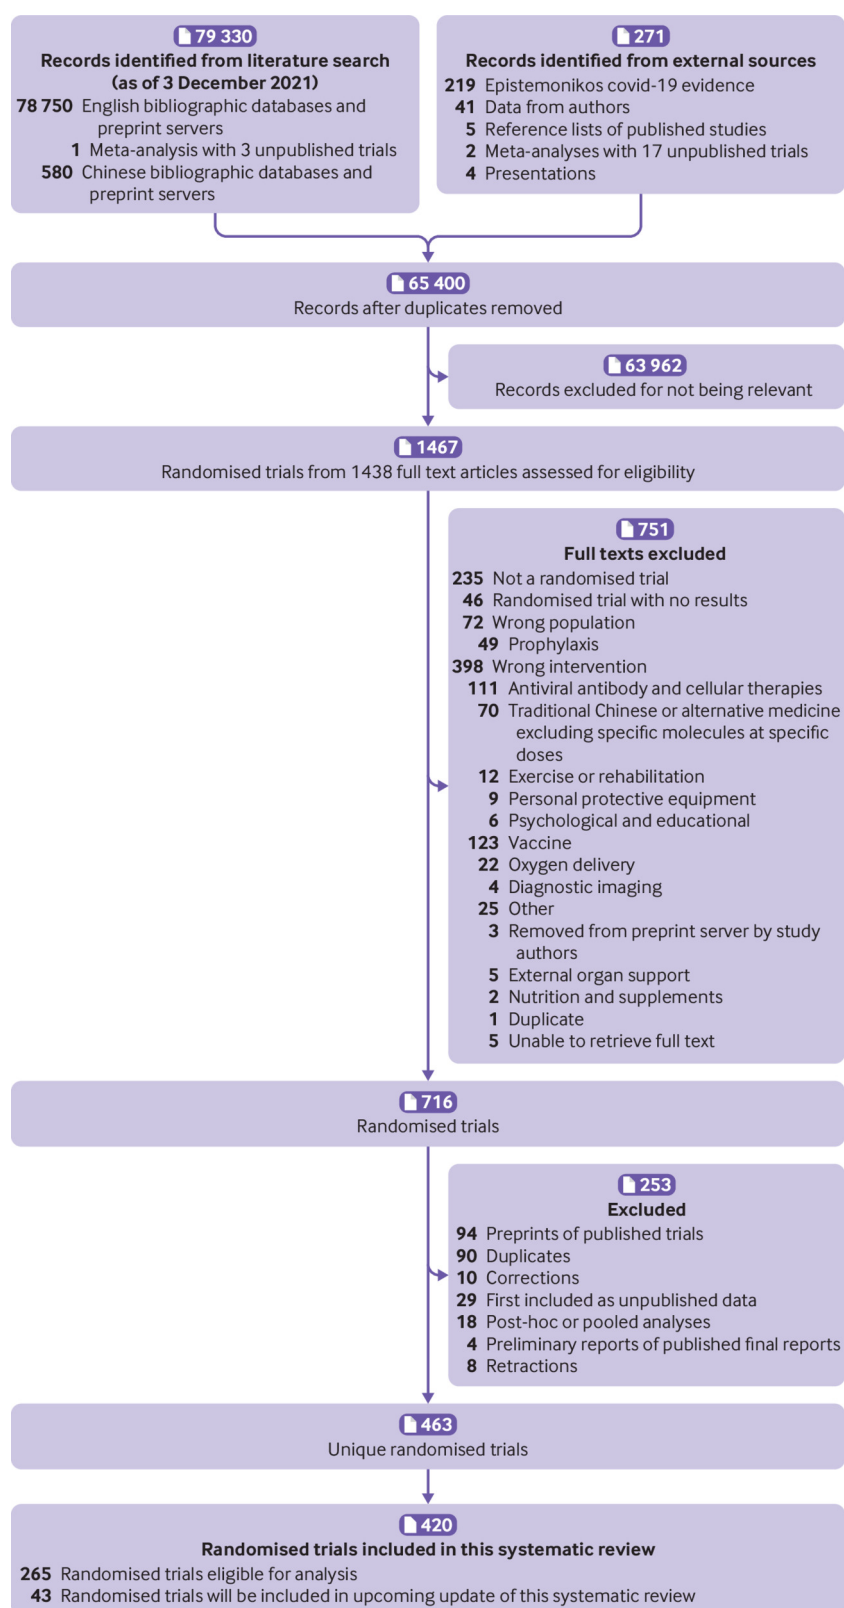 79 330
Records identified from literature search
(as of 3 December 2021)
78 750 English bibliographic databases and
preprint servers
1 Meta-analysis with 3 unpublished trials
580 Chinese bibliographic databases and
preprint servers
271
Records identified from external sources
219 Epistemonikos covid-19 evidence
41 Data from authors
5 Reference lists of published studies
2 Meta-analyses with 17 unpublished trials
4 Presentations
65 400
Records after duplicates removed
63 962
Records excluded for not being relevant
1467
Randomised trials from 1438 full text articles assessed for eligibility
751
Full texts excluded
235 Not a randomised trial
46 Randomised trial with no results
72 Wrong population
49 Prophylaxis
398 Wrong intervention
111 Antiviral antibody and cellular therapies
70 Traditional Chinese or alternative medicine
excluding specific molecules at specific
doses
12 Exercise or rehabilitation
9 Personal protective equipment
6 Psychological and educational
123 Vaccine
22 Oxygen delivery
4 Diagnostic imaging
25 Other
3 Removed from preprint server by study
authors
5 External organ support
2 Nutrition and supplements
1 Duplicate
5 Unable to retrieve full text
716
Randomised trials
253
Excluded
94 Preprints of published trials
90 Duplicates
10 Corrections
29 First included as unpublished data
18 Post-hoc or pooled analyses
4 Preliminary reports of published final reports
8 Retractions
463
Unique randomised trials
420
Randomised trials included in this systematic review
265 Randomised trials eligible for analysis
43 Randomised trials will be included in upcoming update of this systematic review